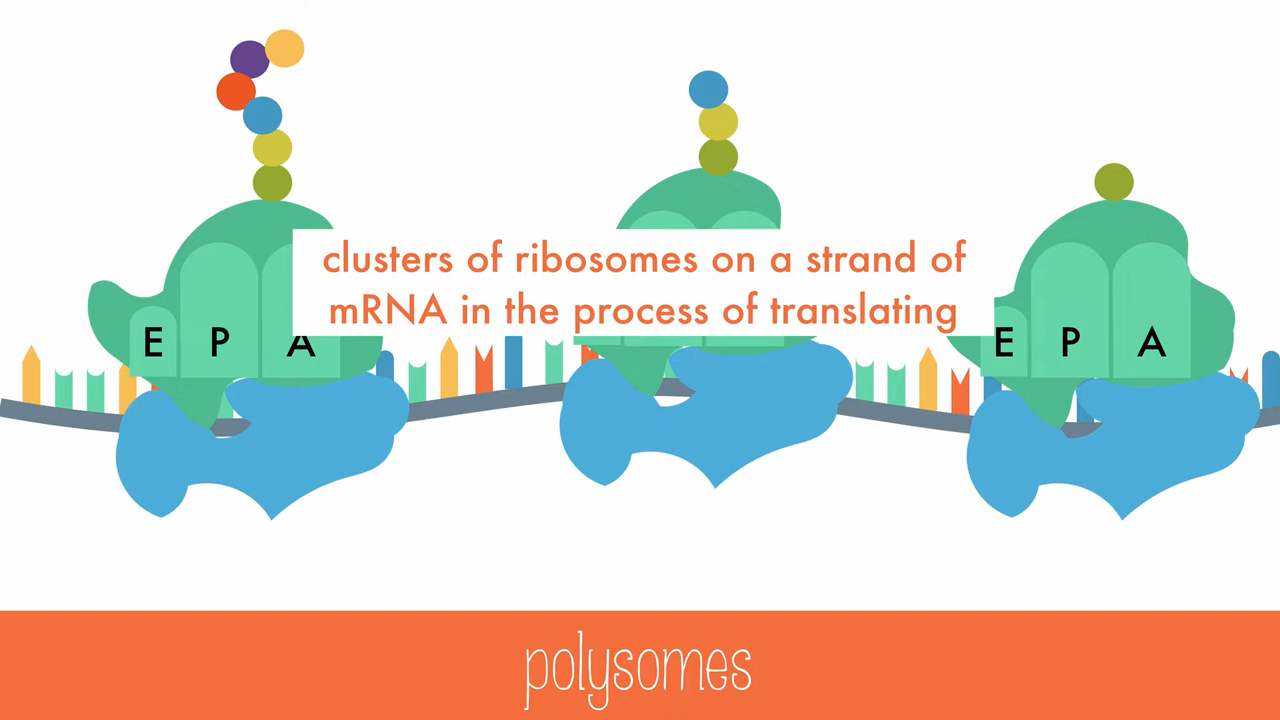 clusters of ribosomes on a strand of
mRNA in the process of translating
E P A
E P A
polysomes